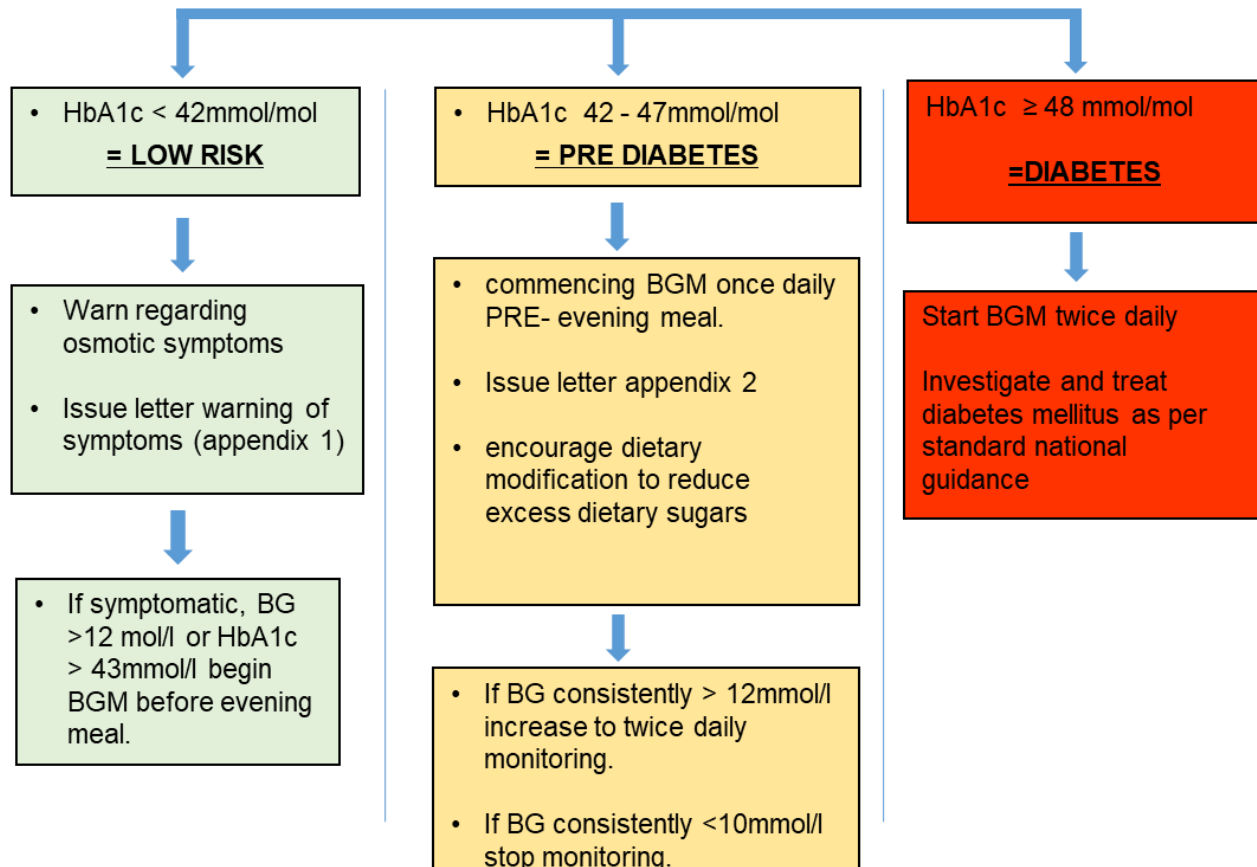 • HbA1c < 42mmol/mol
= LOW RISK
• Warn regarding
osmotic symptoms
• Issue letter warning of
symptoms (appendix 1)
• If symptomatic, BG
>12 mol/l or HbA1c
> 43mmol/l begin
BGM before evening
meal.
• HbA1c 42 - 47mmol/mol
= PRE DIABETES
• commencing BGM once daily
PRE- evening meal.
• Issue letter appendix 2
• encourage dietary
modification to reduce
excess dietary sugars
• If BG consistently > 12mmol/l
increase to twice daily
monitoring.
• If BG consistently <10mmol/l
stop monitoring.
HbA1c ≥ 48 mmol/mol
=DIABETES
Start BGM twice daily
Investigate and treat
diabetes mellitus as per
standard national
guidance